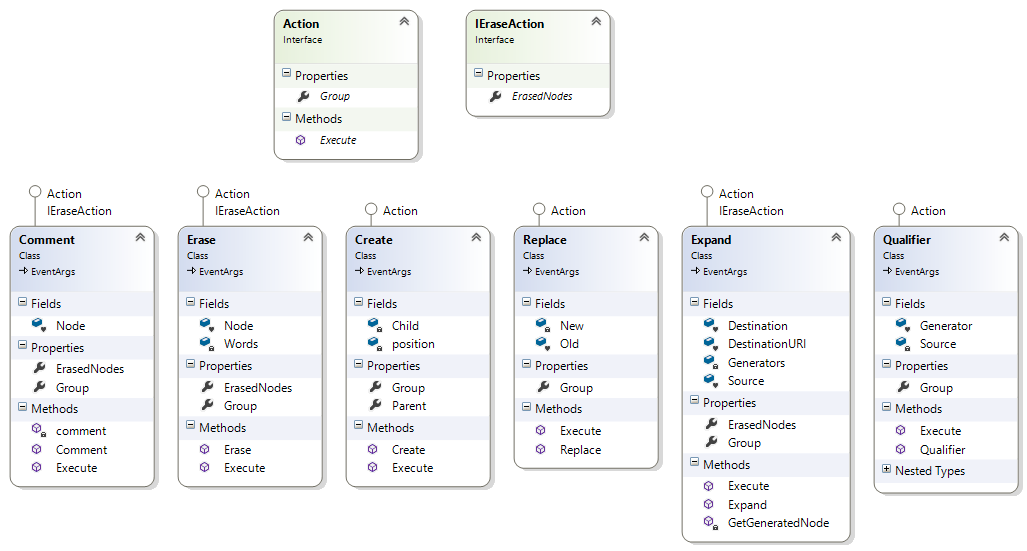 Action
Interface
Properties
Group
Methods
Execute
IEraseAction
Interface
Properties
ErasedNodes
Action
IEraseAction
Comment
Class
EventArgs
Fields
Node
Properties
ErasedNodes
Group
Methods
comment
Comment
Execute
Action
IEraseAction
Erase
Class
EventArgs
Fields
Node
Words
Properties
ErasedNodes
Group
Methods
Erase
Execute
Action
Create
Class
EventArgs
Fields
Child
position
Properties
Group
Parent
Methods
Create
Execute
Action
Replace
Class
EventArgs
Fields
New
Old
Properties
Group
Methods
Execute
Replace
Action
IEraseAction
Expand
Class
EventArgs
Fields
Destination
DestinationURI
Generators
Source
Properties
ErasedNodes
Group
Methods
Execute
Expand
GetGeneratedNode
Action
Qualifier
Class
EventArgs
Fields
Generator
Source
Properties
Group
Methods
Execute
Qualifier
Nested Types